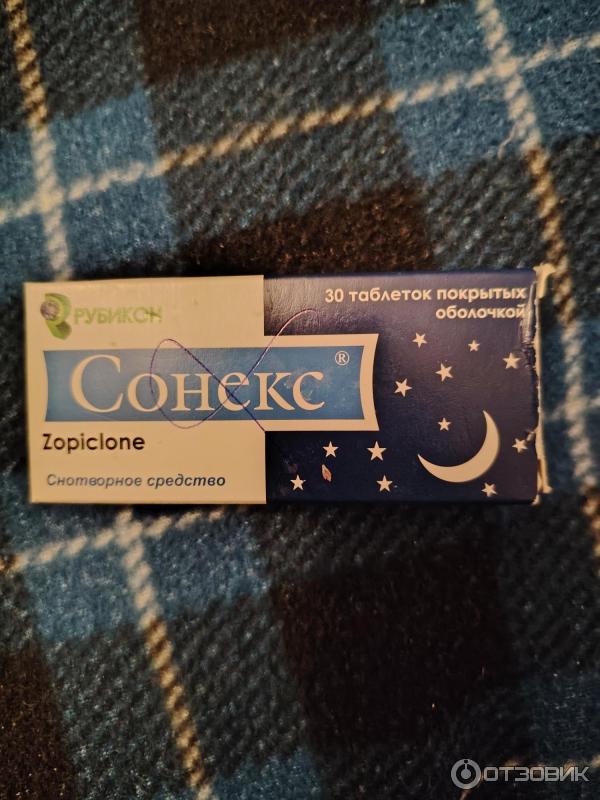 РУБИКОН
30 таблеток покрытых
оболочкой
Сонекс®
Zopiclone
Снотворное средство
ОТЗОВИК